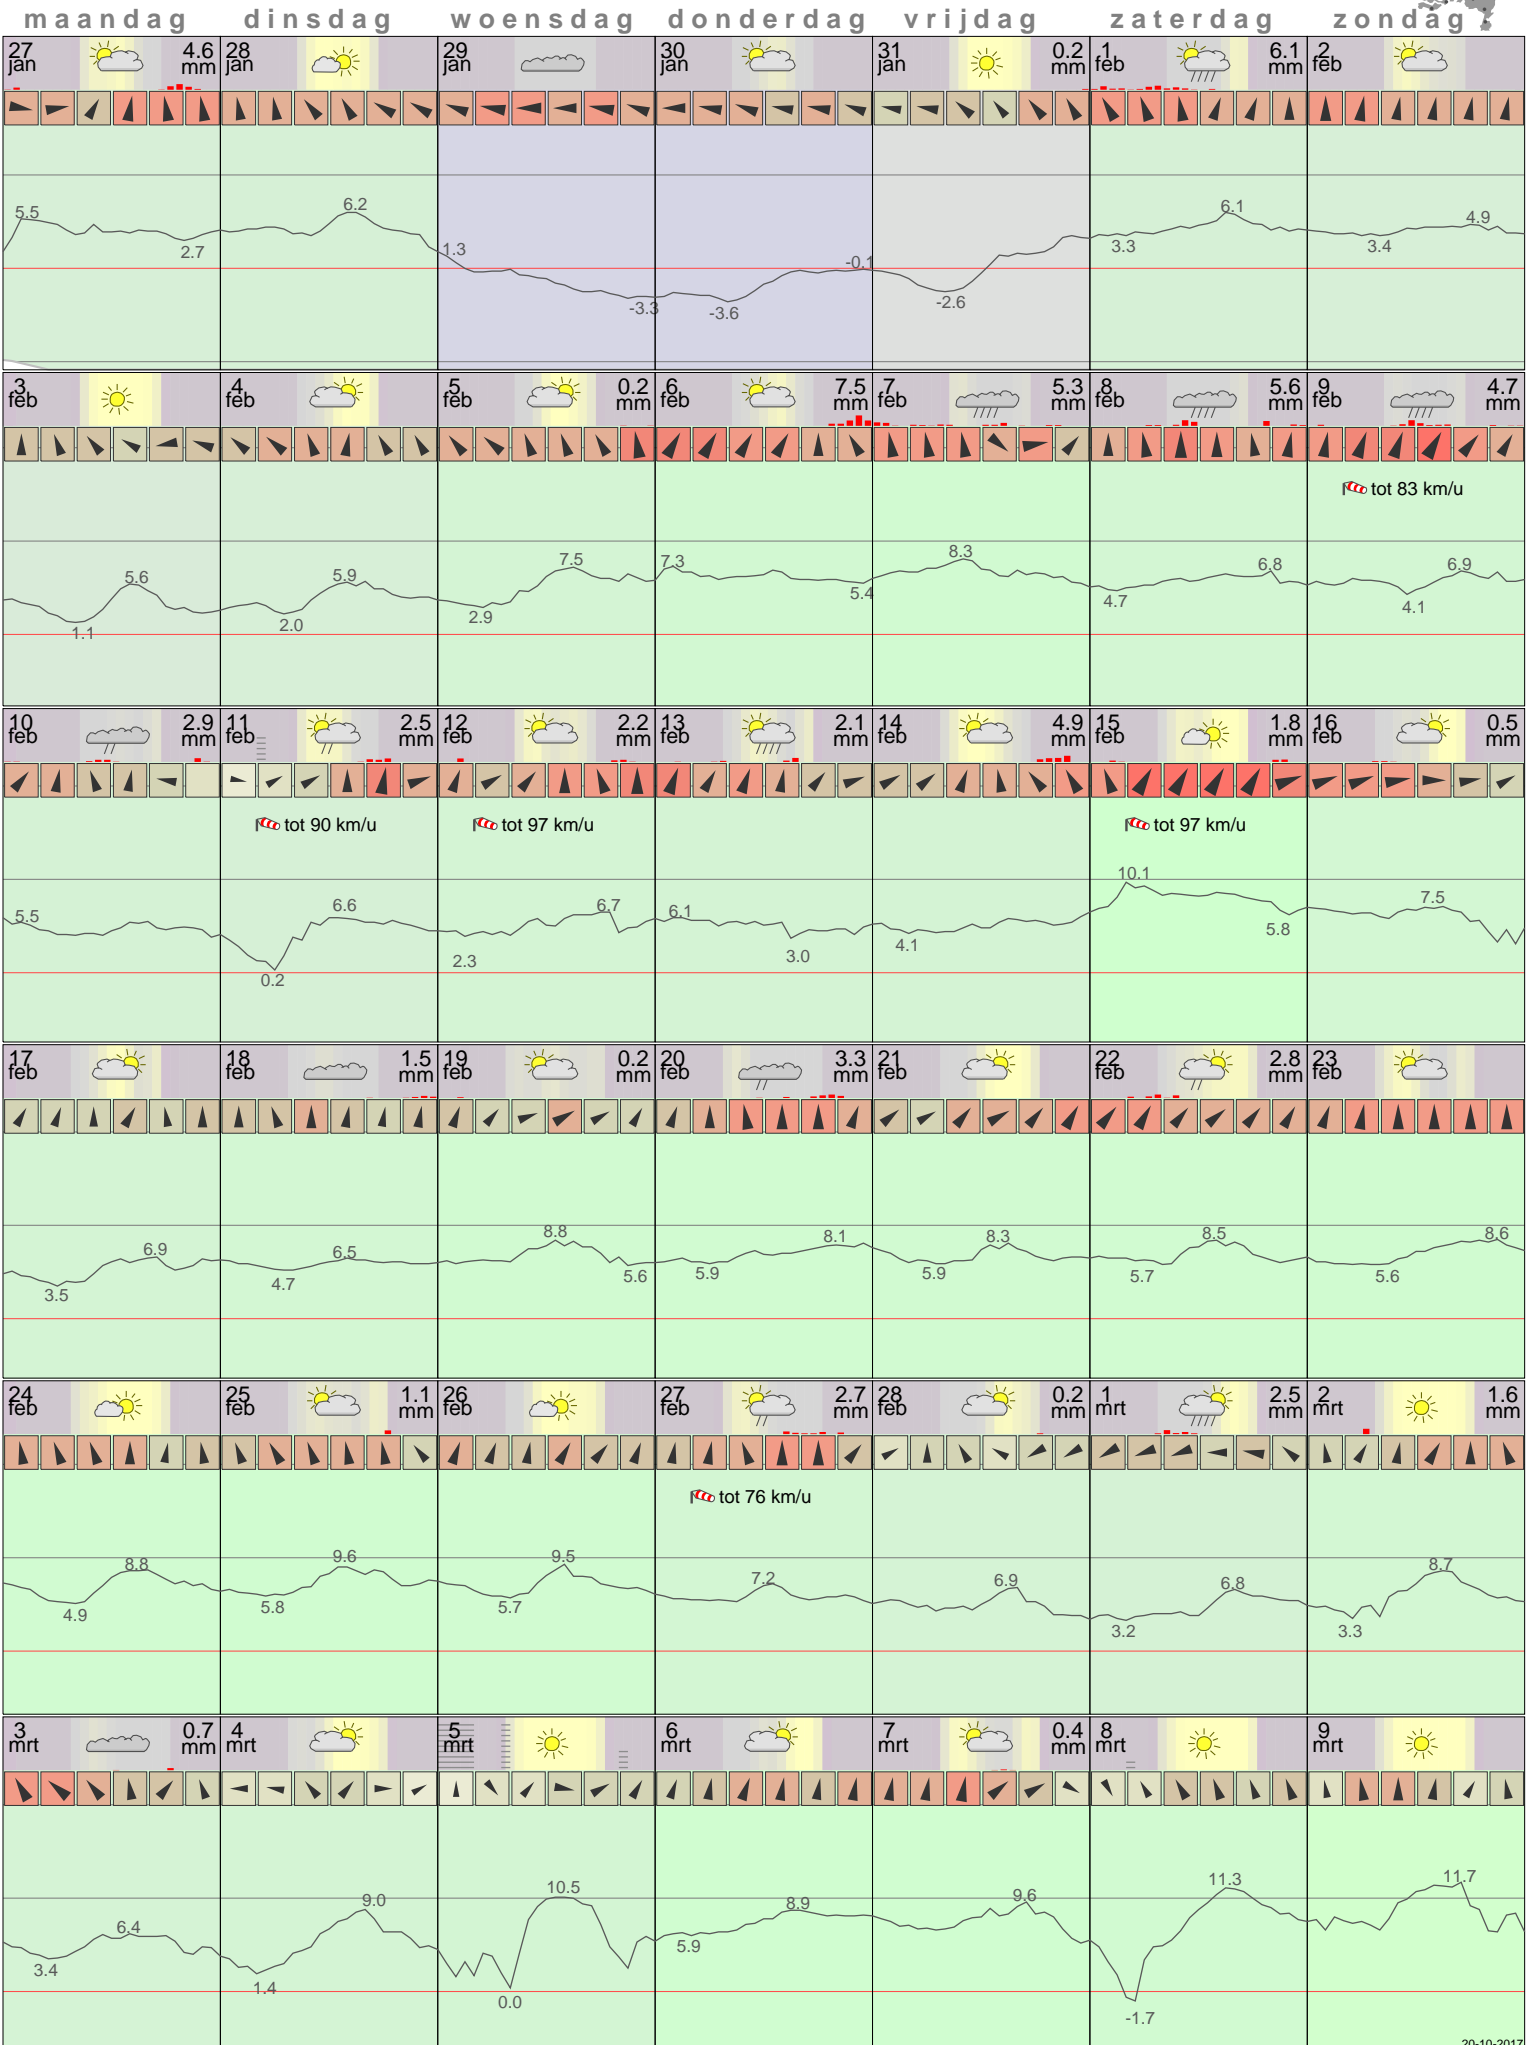 maandag dinsdag woensdag donderdag vrijdag zaterdag zondag
27 jan 4.6 mm 28 jan 29 jan 30 jan 31 jan 0.2 mm 1 feb 6.1 mm 2 feb
5.5 2.7 6.2 1.3 -3.3 -3.6 -0.1 -2.6 3.3 6.1 3.4 4.9
3 feb 4 feb 5 feb 0.2 mm 6 feb 7.5 mm 7 feb 5.3 mm 8 feb 5.6 mm 9 feb 4.7 mm
tot 83 km/u
1.1 5.6 2.0 5.9 2.9 7.5 7.3 5.4 8.3 4.7 6.8 4.1 6.9
10 feb 2.9 mm 11 feb 2.5 mm 12 feb 2.2 mm 13 feb 2.1 mm 14 feb 4.9 mm 15 feb 1.8 mm 16 feb 0.5 mm
tot 90 km/u tot 97 km/u tot 97 km/u
5.5 0.2 6.6 2.3 6.7 6.1 3.0 4.1 10.1 5.8 7.5
17 feb 18 feb 1.5 mm 19 feb 0.2 mm 20 feb 3.3 mm 21 feb 22 feb 2.8 mm 23 feb
3.5 6.9 4.7 6.5 8.8 5.6 5.9 8.1 5.9 8.3 5.7 8.5 5.6 8.6
24 feb 25 feb 1.1 mm 26 feb 27 feb 2.7 mm 28 feb 0.2 mm 1 mrt 2.5 mm 2 mrt 1.6 mm
tot 76 km/u
4.9 8.8 5.8 9.6 5.7 9.5 7.2 6.9 3.2 6.8 3.3 8.7
3 mrt 0.7 mm 4 mrt 5 mrt 6 mrt 7 mrt 0.4 mm 8 mrt 9 mrt
3.4 6.4 1.4 9.0 0.0 10.5 5.9 8.9 9.6 -1.7 11.3 11.7
20-10-2017